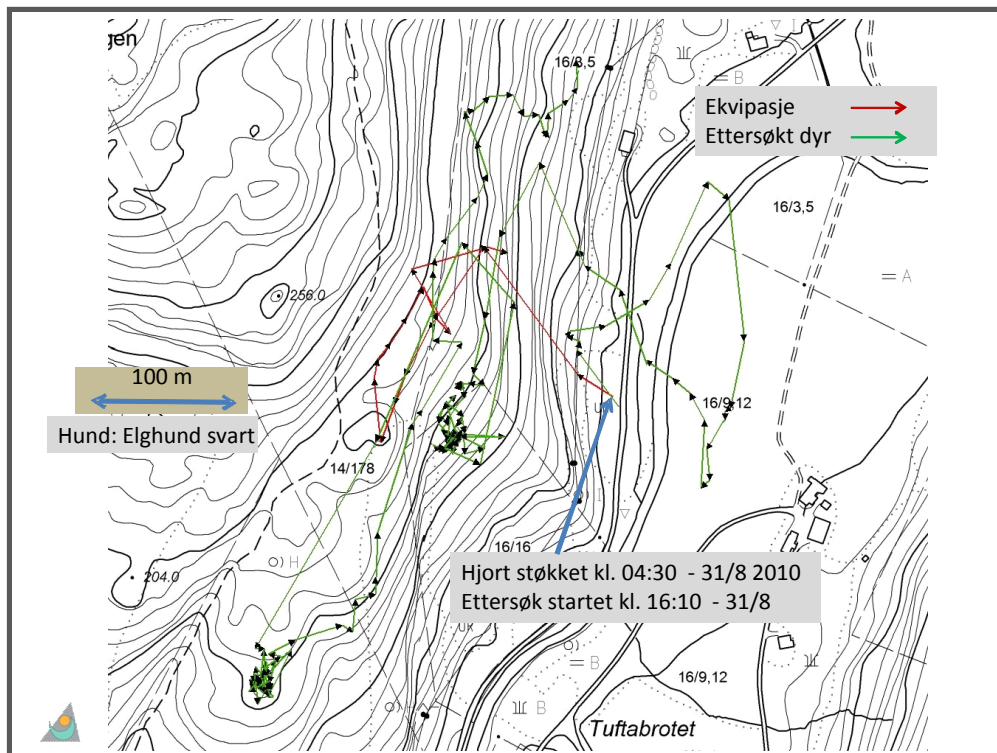 gen
16/3,5
B
Ekvipasje
Ettersøkt dyr
16/3,5
A
256.0
100 m
Hund: Elghund svart
16/9,12
14/178
H
16/16
204.0
Hjort støkket kl. 04:30 - 31/8 2010
Ettersøk startet kl. 16:10 - 31/8
UR
B
16/9,12
B
Tuftabrotet